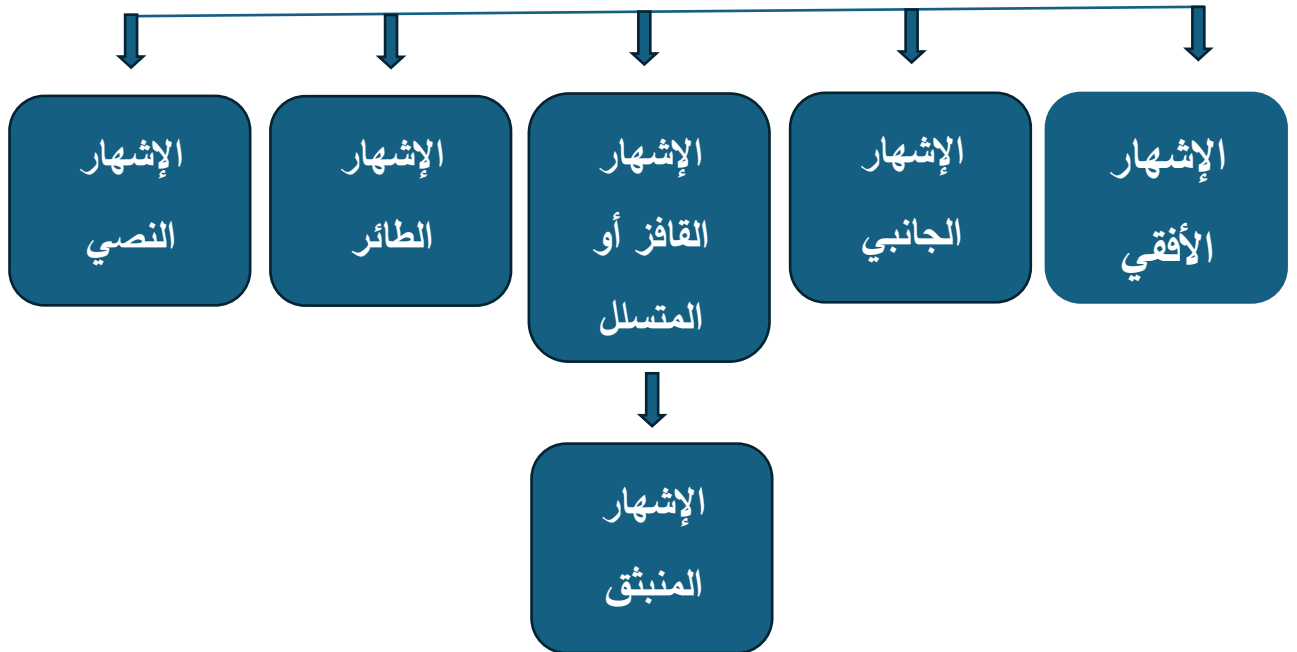 الإشهار
الأفقي
الإشهار
الجانبي
الإشهار
القافز أو
المتسلل
الإشهار
الطائر
الإشهار
النصي
الإشهار
المنبثق